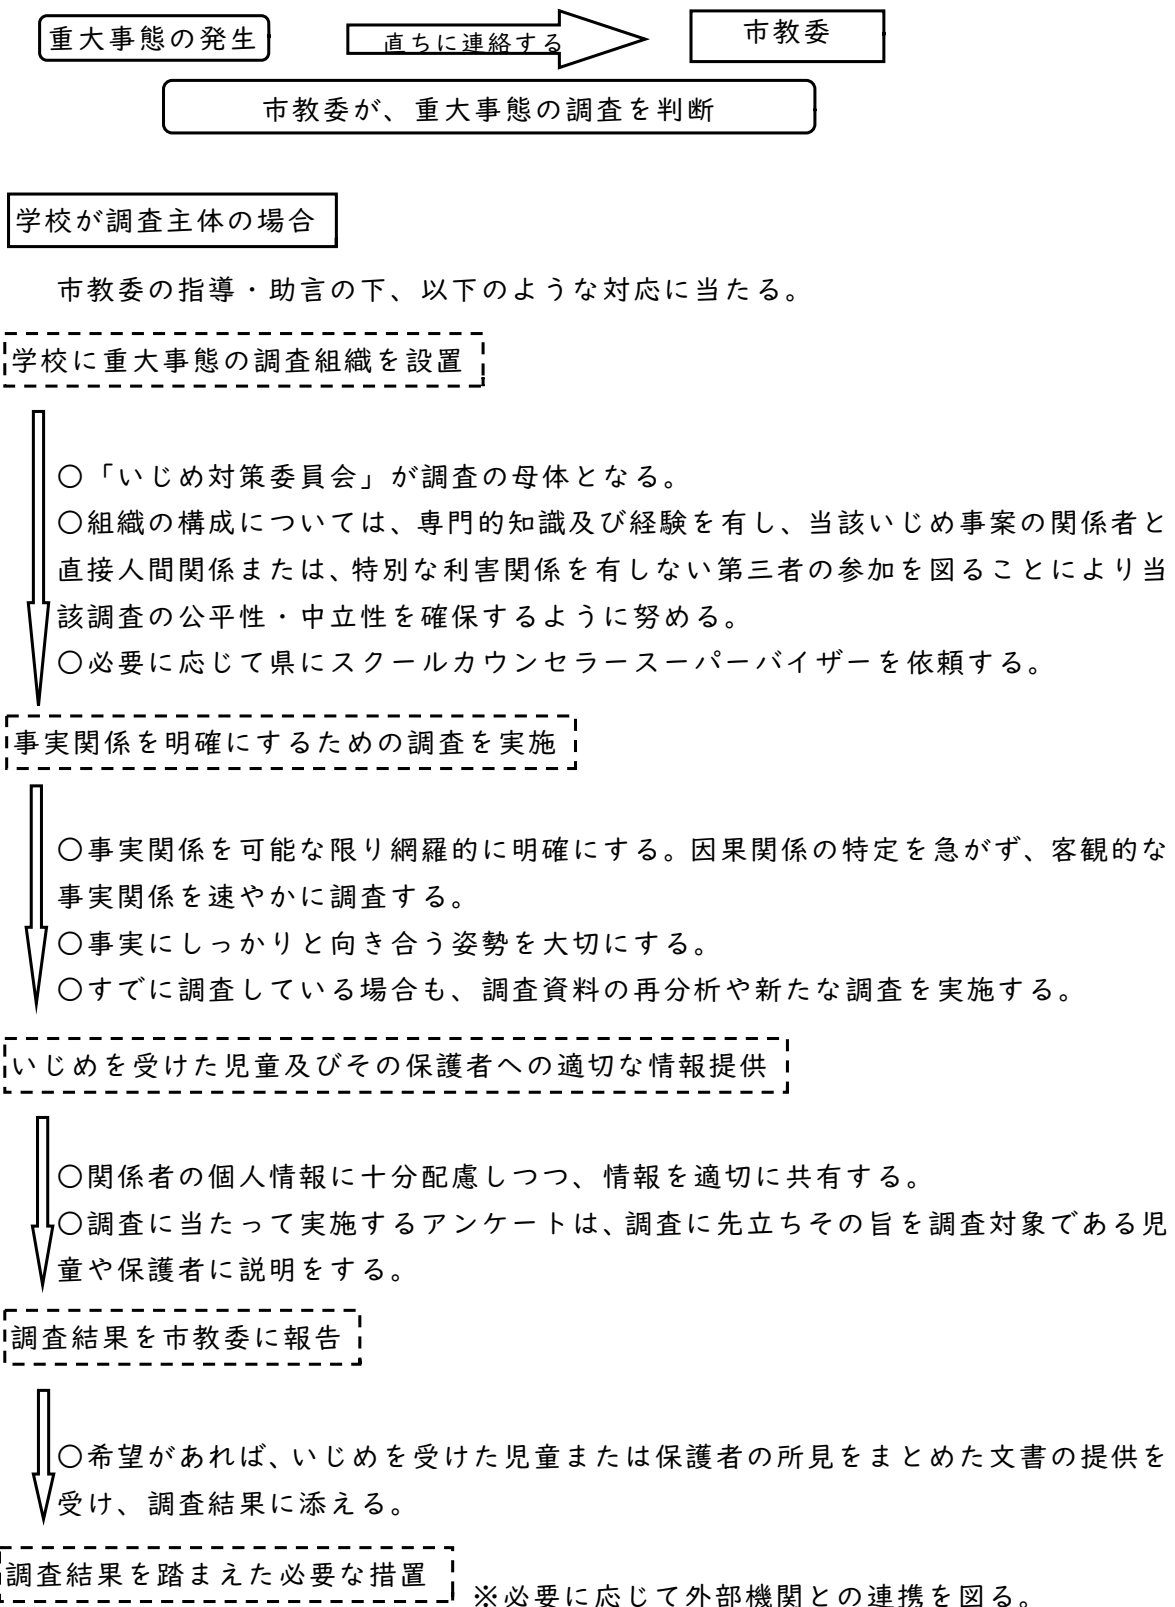 重大事態の発生
直ちに連絡する
市教委
市教委が、重大事態の調査を判断
学校が調査主体の場合
市教委の指導・助言の下、以下のような対応に当たる。
学校に重大事態の調査組織を設置
〇「いじめ対策委員会」が調査の母体となる。
〇組織の構成については、専門的知識及び経験を有し、当該いじめ事案の関係者と
直接人間関係または、特別な利害関係を有しない第三者の参加を図ることにより当
該調査の公平性・中立性を確保するように努める。
〇必要に応じて県にスクールカウンセラースーパーバイザーを依頼する。
事実関係を明確にするための調査を実施
〇事実関係を可能な限り網羅的に明確にする。因果関係の特定を急がず、客観的な
事実関係を速やかに調査する。
〇事実にしっかりと向き合う姿勢を大切にする。
〇すでに調査している場合も、調査資料の再分析や新たな調査を実施する。
いじめを受けた児童及びその保護者への適切な情報提供
〇関係者の個人情報に十分配慮しつつ、情報を適切に共有する。
〇調査に当たって実施するアンケートは、調査に先立ちその旨を調査対象である児
童や保護者に説明をする。
調査結果を市教委に報告
〇希望があれば、いじめを受けた児童または保護者の所見をまとめた文書の提供を
受け、調査結果に添える。
調査結果を踏まえた必要な措置
※必要に応じて外部機関との連携を図る。